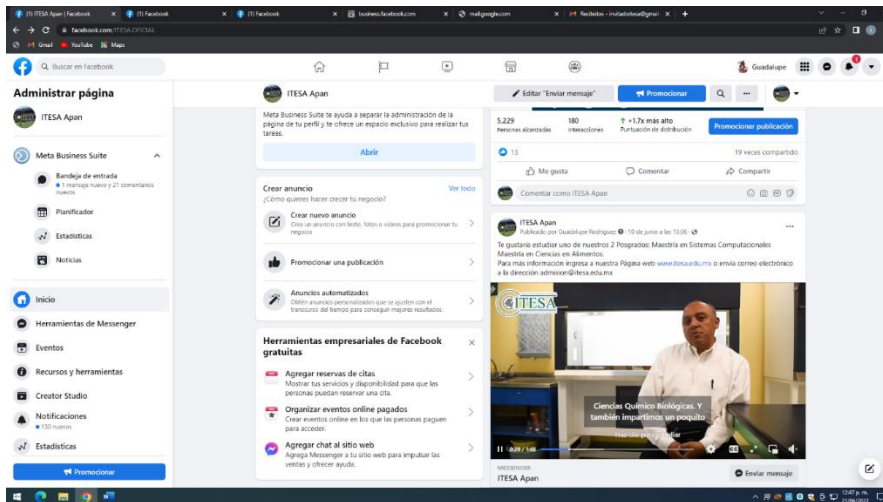 (1) ITESA Apan | Facebook
(1) Facebook
(1) Facebook
business.facebook.com
mail.google.com
Recibidos - invitadoitesa@gmail
facebook.com/ITESA.OFICIAL
Gmail
YouTube
Maps
Buscar en Facebook
Guadalupe
Administrar página
ITESA Apan
Meta Business Suite
Bandeja de entrada
1 mensaje nuevo y 21 comentarios
nuevos
Planificador
Estadísticas
Noticias
Inicio
Herramientas de Messenger
Eventos
Recursos y herramientas
Creator Studio
Notificaciones
150 nuevos
Estadísticas
Promocionar
ITESA Apan
Editar "Enviar mensaje"
Promocionar
Meta Business Suite te ayuda a separar la administración de la
página de tu perfil y te ofrece un espacio exclusivo para realizar tus
tareas.
Abrir
Crear anuncio
Ver todo
¿Cómo quieres hacer crecer tu negocio?
Crear nuevo anuncio
Crea un anuncio con texto, fotos o videos para promocionar tu
negocio
Promocionar una publicación
Anuncios automatizados
Obtén anuncios personalizados que se ajusten con el
transcurso del tiempo para conseguir mejores resultados.
Herramientas empresariales de Facebook
gratuitas
Agregar reservas de citas
Mostrar tus servicios y disponibilidad para que las
personas puedan reservar una cita.
Organizar eventos online pagados
Crear eventos online en los que las personas paguen
para acceder.
Agregar chat al sitio web
Agrega Messenger a tu sitio web para impulsar las
ventas y ofrecer ayuda.
5.229
180
+1,7x más alto
Personas alcanzadas
Interacciones
Puntuación de distribución
Promocionar publicación
13
19 veces compartido
Me gusta
Comentar
Compartir
Comentar como ITESA Apan
ITESA Apan
Publicado por Guadalupe Rodriguez
10 de junio a las 13:00
Te gustaría estudiar uno de nuestros 2 Posgrados: Maestría en Sistemas Computacionales
Maestría en Ciencias en Alimentos.
Para más información ingresa a nuestra Página web www.itesa.edu.mx o envía correo electrónico
a la dirección admision@itesa.edu.mx
ITESA
Ciencias Químico Biológicas. Y
también impartimos un poquito
MESSENGER
ITESA Apan
Enviar mensaje
12:47 p. m.